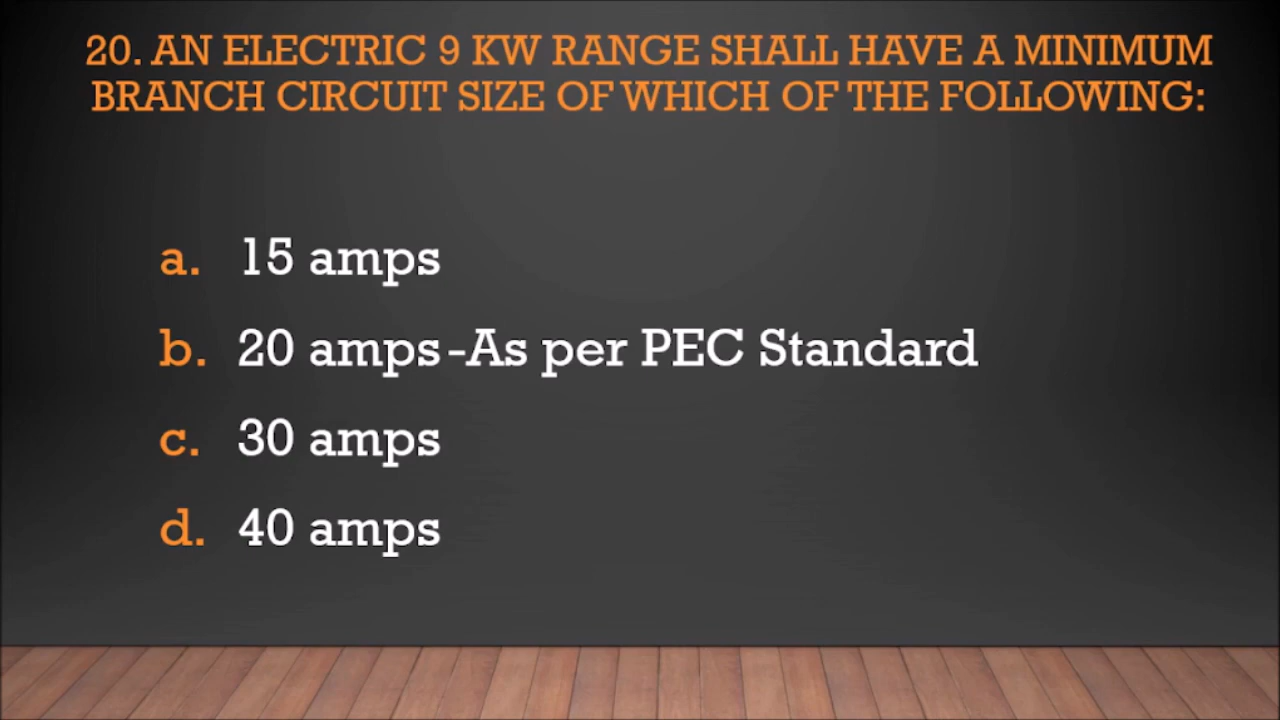 20. AN ELECTRIC 9 KW RANGE SHALL HAVE A MINIMUM
BRANCH CIRCUIT SIZE OF WHICH OF THE FOLLOWING:
a. 15 amps
b. 20 amps -As per PEC Standard
c. 30 amps
d. 40 amps